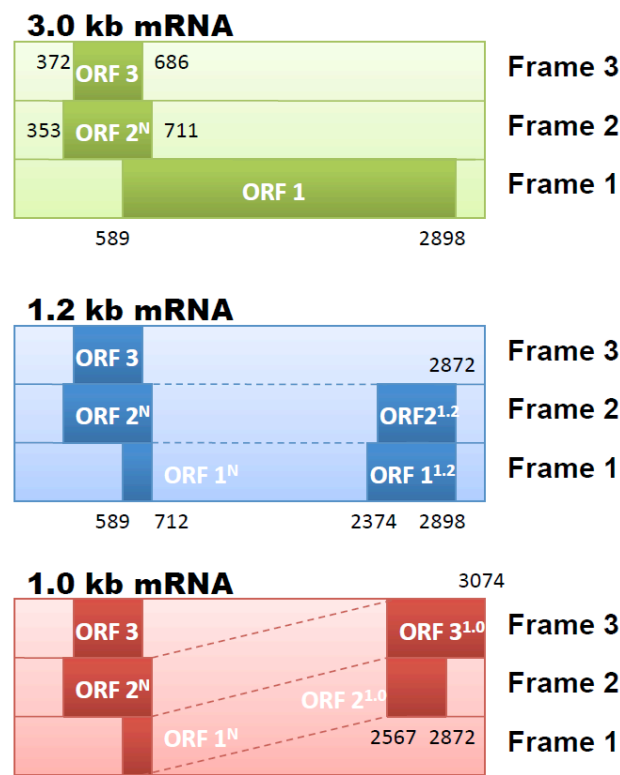 3.0 kb mRNA
372 ORF 3 686 Frame 3
353 ORF 2N 711 Frame 2
ORF 1 Frame 1
589 2898
1.2 kb mRNA
ORF 3 2872 Frame 3
ORF 2N ORF21.2 Frame 2
ORF 1N ORF 11.2 Frame 1
589 712 2374 2898
1.0 kb mRNA 3074
ORF 3 ORF 31.0 Frame 3
ORF 2N ORF 21.0 Frame 2
ORF 1N 2567 2872 Frame 1